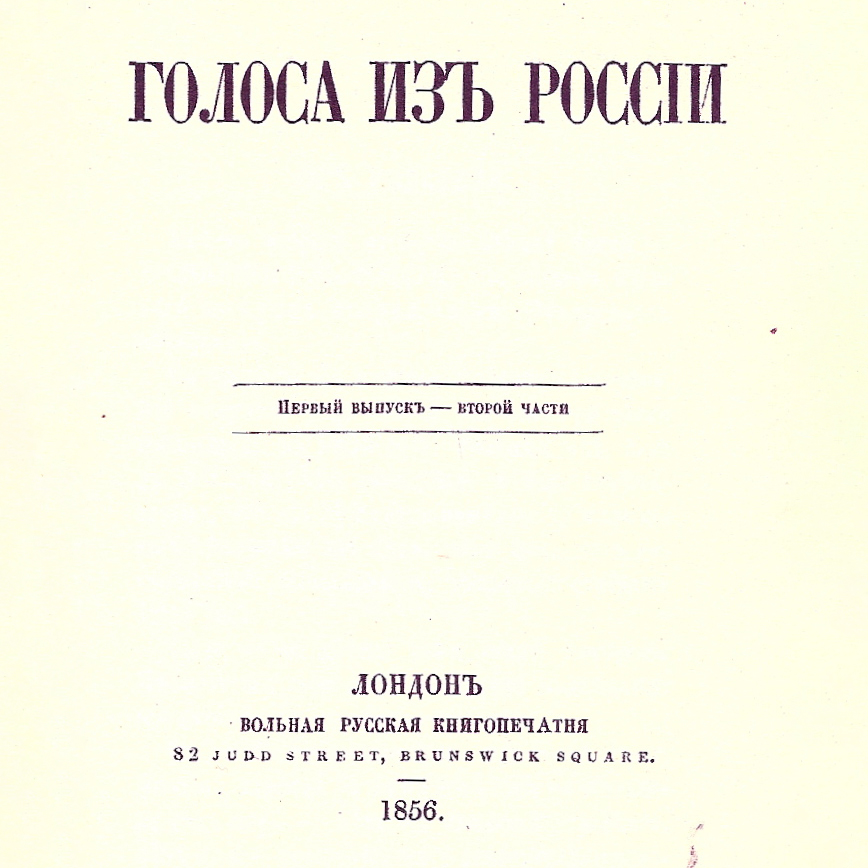 ГОЛОСА ИЗЪ РОССІИ
Первый выпускъ — второй части
ЛОНДОНЪ
ВОЛЬНАЯ РУССКАЯ КНИГОПЕЧАТНЯ
82 JUDD STREET, BRUNSWICK SQUARE.
1856.